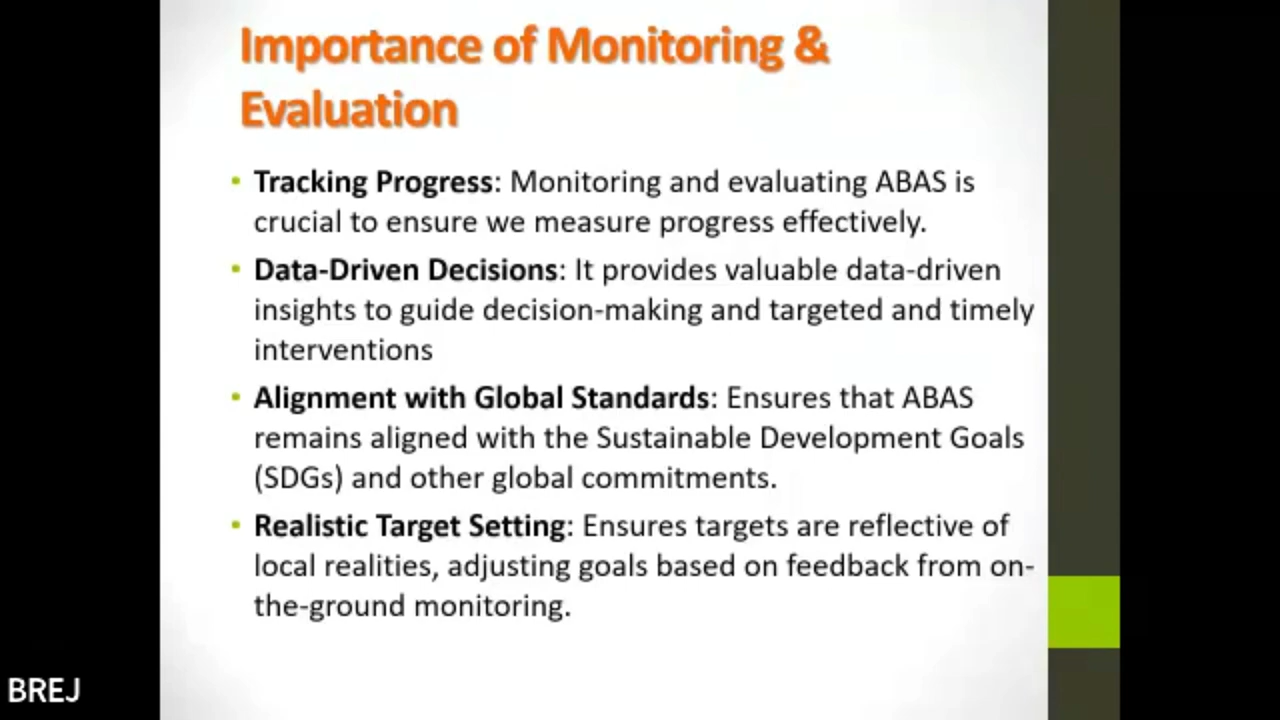 Importance of Monitoring &
Evaluation
• Tracking Progress: Monitoring and evaluating ABAS is
crucial to ensure we measure progress effectively.
• Data-Driven Decisions: It provides valuable data-driven
insights to guide decision-making and targeted and timely
interventions
• Alignment with Global Standards: Ensures that ABAS
remains aligned with the Sustainable Development Goals
(SDGs) and other global commitments.
• Realistic Target Setting: Ensures targets are reflective of
local realities, adjusting goals based on feedback from on-
the-ground monitoring.
BREJ